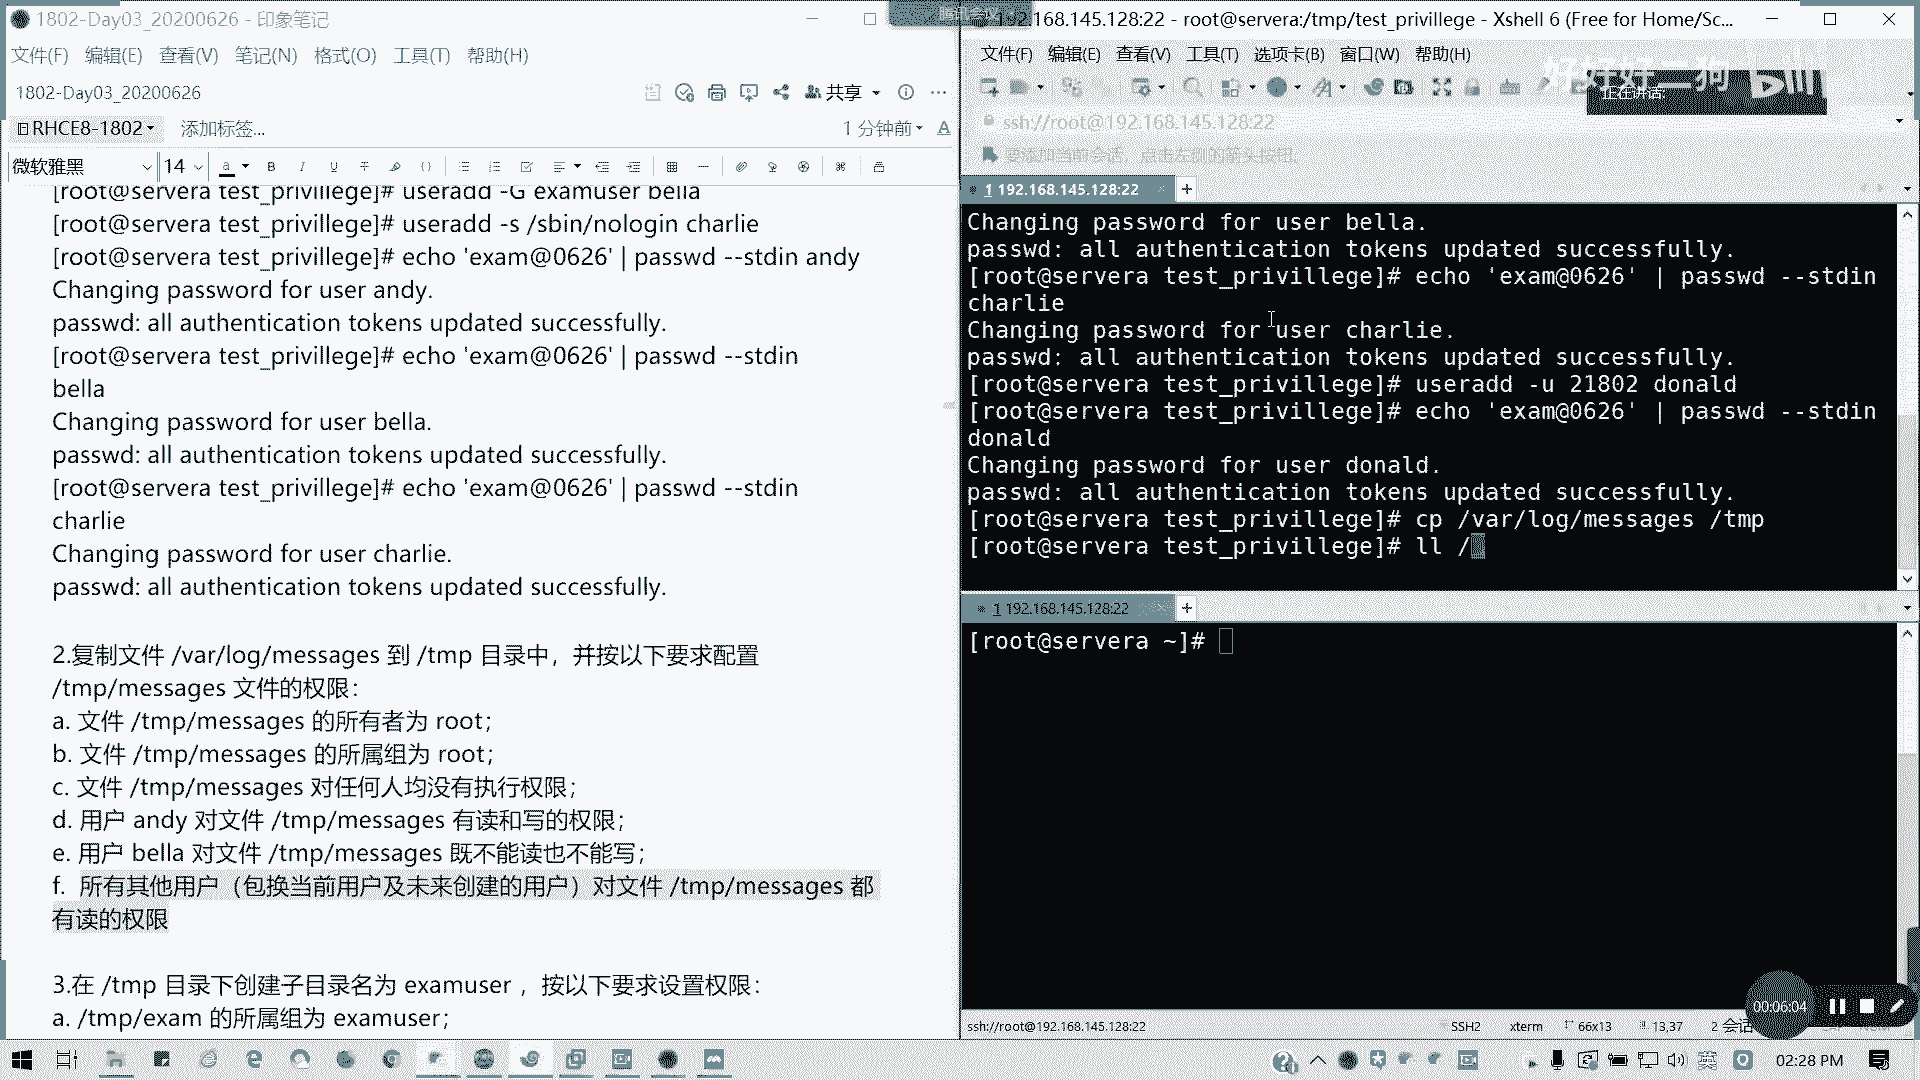 1802-Day03_20200626 - 印象笔记
文件(F) 编辑(E) 查看(V) 笔记(N) 格式(O) 工具(T) 帮助(H)
1802-Day03_20200626
共享
RHCE8-1802
添加标签...
1 分钟前
微软雅黑 14
[root@servera test_privillege]# useradd -G examuser bella
[root@servera test_privillege]# useradd -s /sbin/nologin charlie
[root@servera test_privillege]# echo 'exam@0626' | passwd --stdin andy
Changing password for user andy.
passwd: all authentication tokens updated successfully.
[root@servera test_privillege]# echo 'exam@0626' | passwd --stdin
bella
Changing password for user bella.
passwd: all authentication tokens updated successfully.
[root@servera test_privillege]# echo 'exam@0626' | passwd --stdin
charlie
Changing password for user charlie.
passwd: all authentication tokens updated successfully.
2.复制文件 /var/log/messages 到 /tmp 目录中，并按以下要求配置
/tmp/messages 文件的权限：
a. 文件 /tmp/messages 的所有者为 root；
b. 文件 /tmp/messages 的所属组为 root；
c. 文件 /tmp/messages 对任何人均没有执行权限；
d. 用户 andy 对文件 /tmp/messages 有读和写的权限；
e. 用户 bella 对文件 /tmp/messages 既不能读也不能写；
f. 所有其他用户（包换当前用户及未来创建的用户）对文件 /tmp/messages 都
有读的权限
3.在 /tmp 目录下创建子目录名为 examuser ，按以下要求设置权限：
a. /tmp/exam 的所属组为 examuser；
腾讯会议
.168.145.128:22 - root@servera:/tmp/test_privillege - Xshell 6 (Free for Home/Sc...
文件(F) 编辑(E) 查看(V) 工具(T) 选项卡(B) 窗口(W) 帮助(H)
正在讲话:
ssh://root@192.168.145.128:22
要添加当前会话，点击左侧的箭头按钮。
1 192.168.145.128:22
Changing password for user bella.
passwd: all authentication tokens updated successfully.
[root@servera test_privillege]# echo 'exam@0626' | passwd --stdin
charlie
Changing password for user charlie.
passwd: all authentication tokens updated successfully.
[root@servera test_privillege]# useradd -u 21802 donald
[root@servera test_privillege]# echo 'exam@0626' | passwd --stdin
donald
Changing password for user donald.
passwd: all authentication tokens updated successfully.
[root@servera test_privillege]# cp /var/log/messages /tmp
[root@servera test_privillege]# ll /
1 192.168.145.128:22
[root@servera ~]#
00:06:04
ssh://root@192.168.145.128:22
SSH2 xterm 66x13 13,37 2 会话
英
02:28 PM